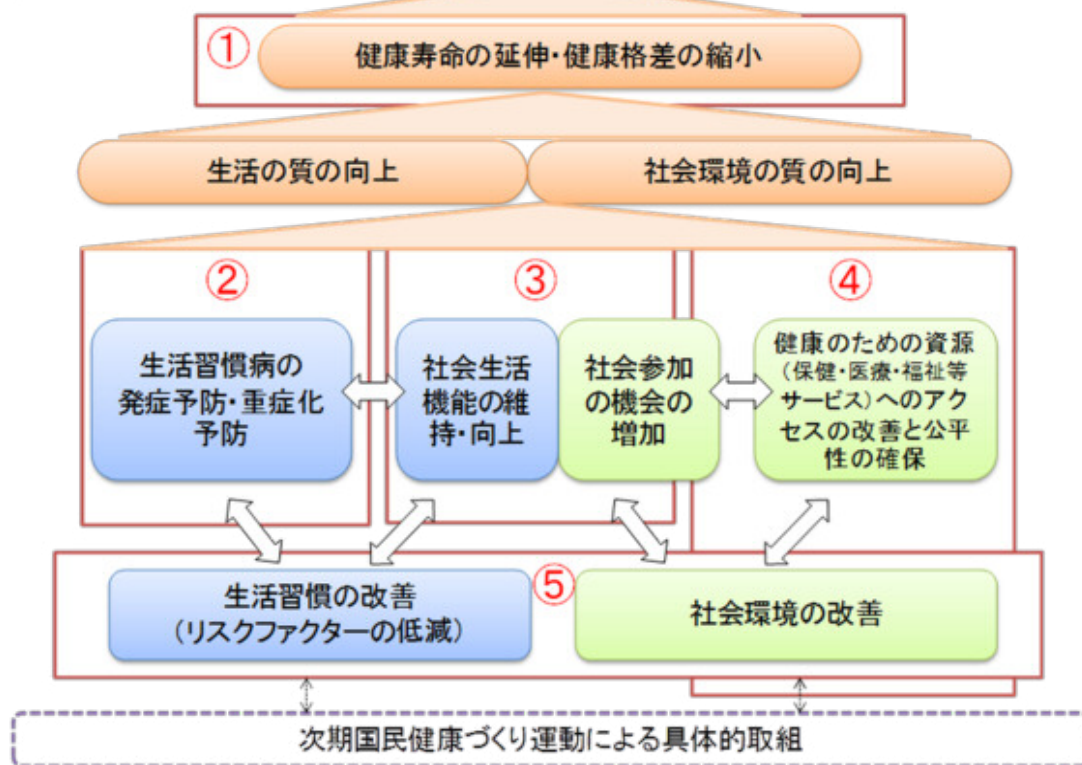 ①
健康寿命の延伸・健康格差の縮小
生活の質の向上
社会環境の質の向上
②
③
④
生活習慣病の
発症予防・重症化
予防
社会生活
機能の維
持・向上
社会参加
の機会の
増加
健康のための資源
(保健・医療・福祉等
サービス)へのアク
セスの改善と公平
性の確保
⑤
生活習慣の改善
(リスクファクターの低減)
社会環境の改善
次期国民健康づくり運動による具体的取組